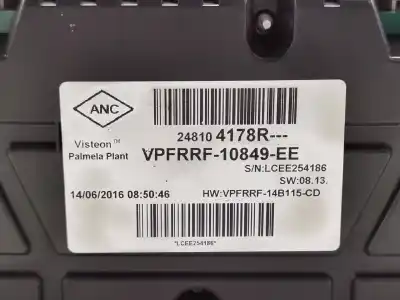 ANC
24810 4178R---
Visteon™
Palmela Plant
VPFRRF-10849-EE
S/N:LCEE254186
SW:08.13.
14/06/2016 08:50:46
HW:VPFRRF-14B115-CD
*LCEE254186*